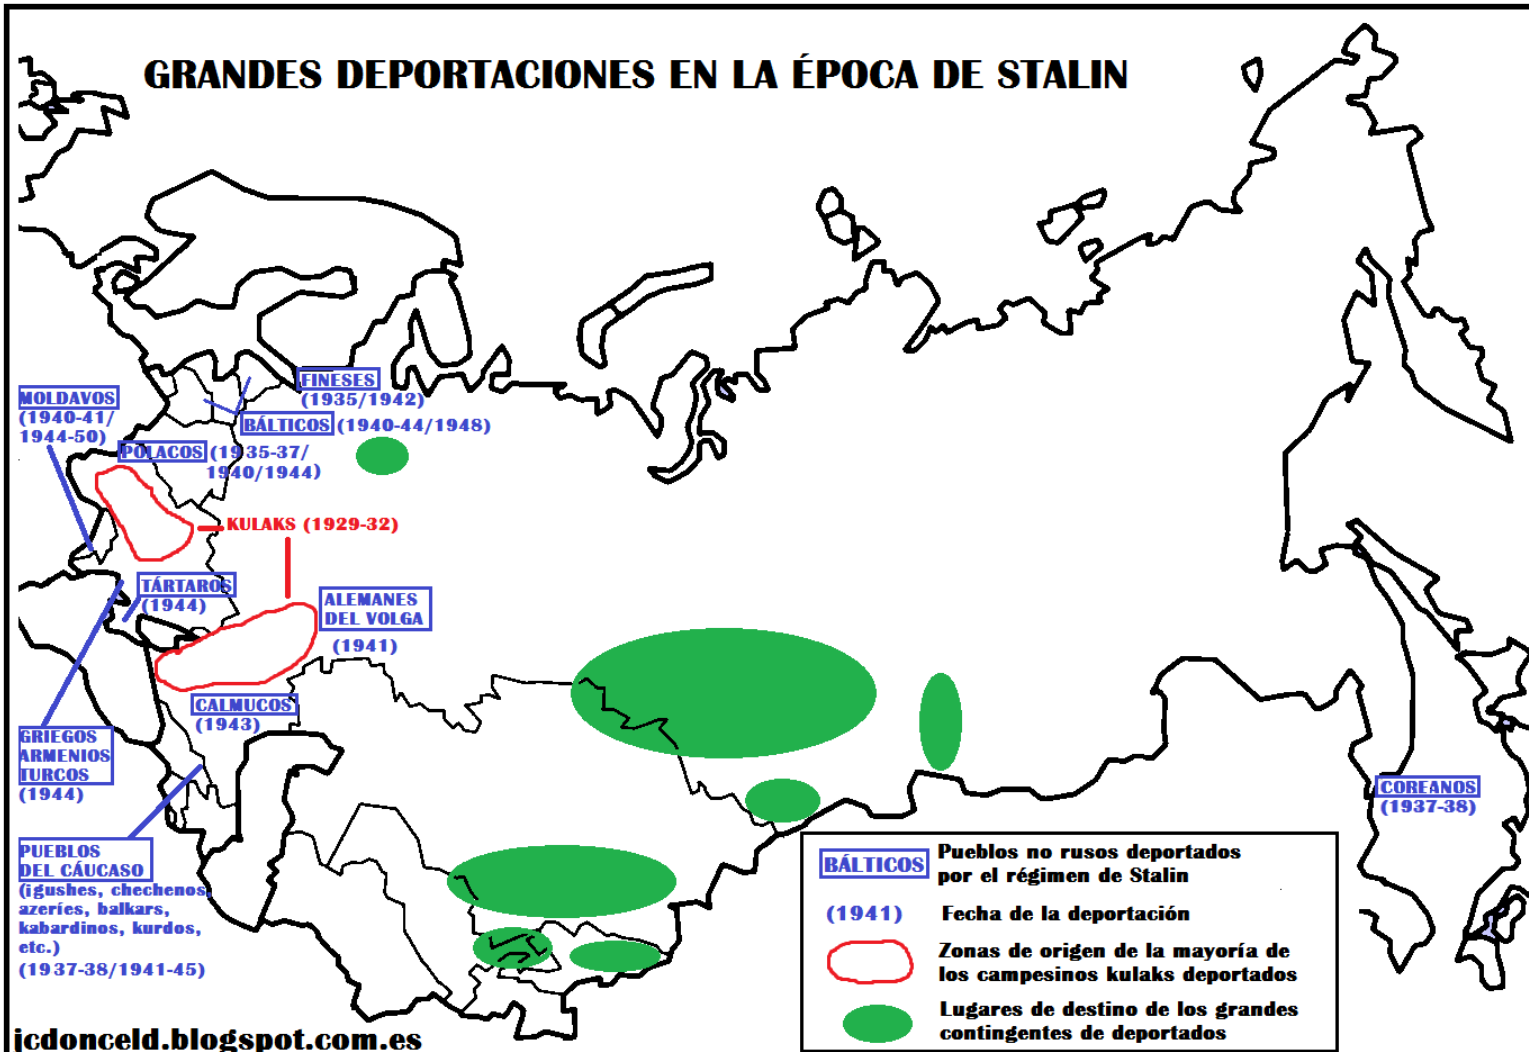 GRANDES DEPORTACIONES EN LA ÉPOCA DE STALIN
FINESES
(1935/1942)
MOLDAVOS
(1940-41/
1944-50)
BÁLTICOS (1940-44/1948)
POLACOS (1935-37/
1940/1944)
KULAKS (1929-32)
TÁRTAROS
(1944)
ALEMANES
DEL VOLGA
(1941)
CALMUCOS
(1943)
GRIEGOS
ARMENIOS
TURCOS
(1944)
COREANOS
(1937-38)
PUEBLOS
DEL CÁUCASO
(igushes, chechenos,
azeríes, balkars,
kabardinos, kurdos,
etc.)
(1937-38/1941-45)
BÁLTICOS Pueblos no rusos deportados
por el régimen de Stalin
(1941) Fecha de la deportación
Zonas de origen de la mayoría de
los campesinos kulaks deportados
Lugares de destino de los grandes
contingentes de deportados
jcdonceld.blogspot.com.es